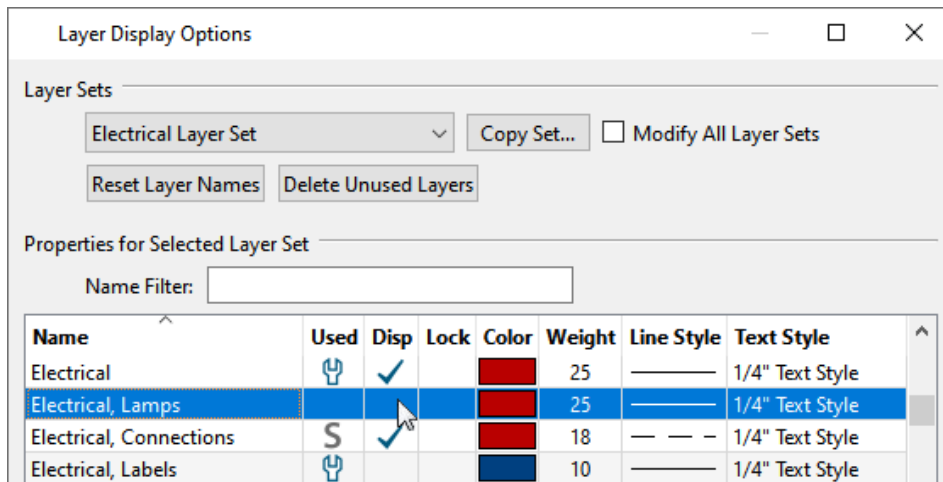 Layer Display Options
Layer Sets
Electrical Layer Set Copy Set... Modify All Layer Sets
Reset Layer Names Delete Unused Layers
Properties for Selected Layer Set
Name Filter:
Name Used Disp Lock Color Weight Line Style Text Style
Electrical 25 1/4" Text Style
Electrical, Lamps 25 1/4" Text Style
Electrical, Connections S 18 1/4" Text Style
Electrical, Labels 10 1/4" Text Style